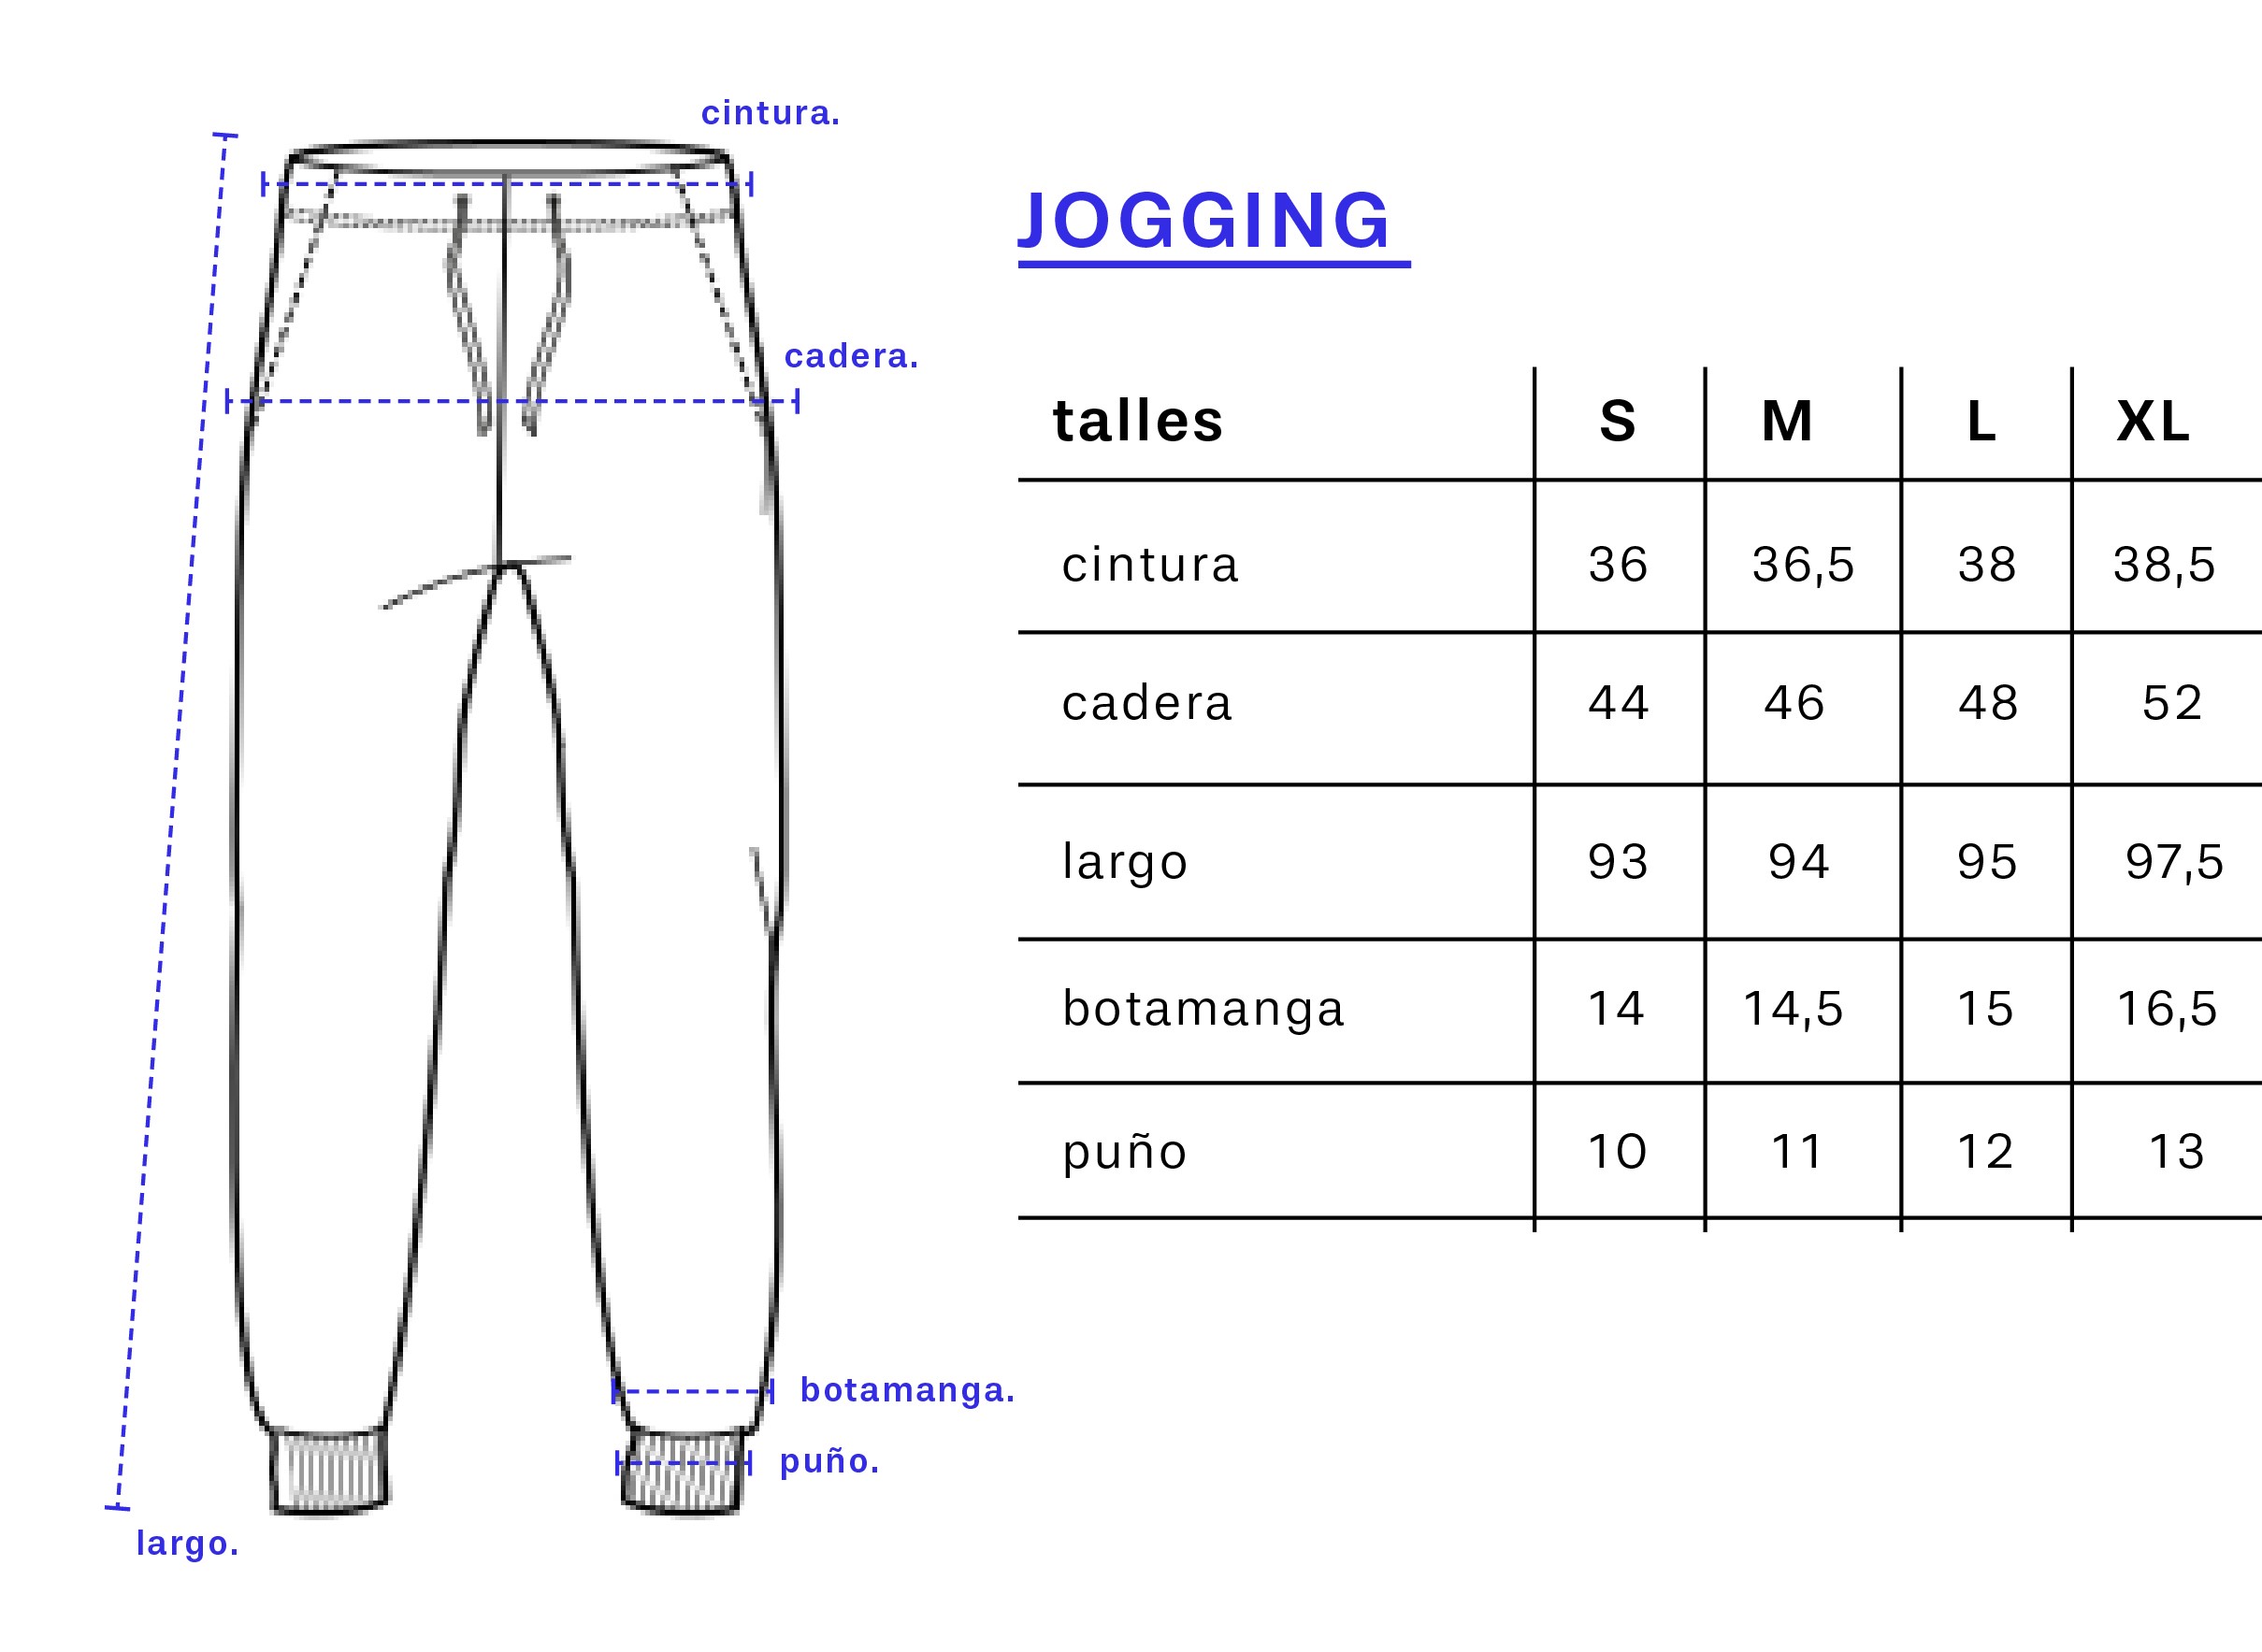 cintura.
JOGGING
cadera.
talles S M L XL
cintura 36 36,5 38 38,5
cadera 44 46 48 52
largo 93 94 95 97,5
botamanga 14 14,5 15 16,5
puño 10 11 12 13
botamanga.
puño.
largo.